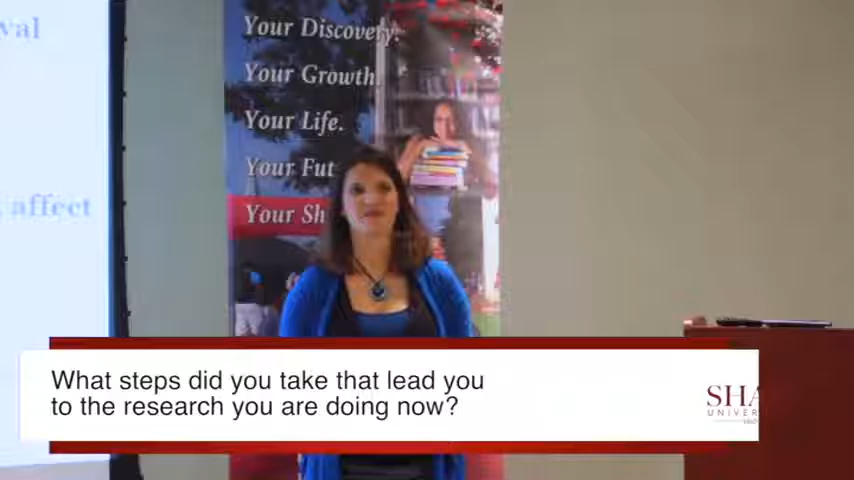 val
affect
Your Discovery.
Your Growth.
Your Life.
Your Fut
Your Sh
What steps did you take that lead you
to the research you are doing now?
SHA
UNIVER